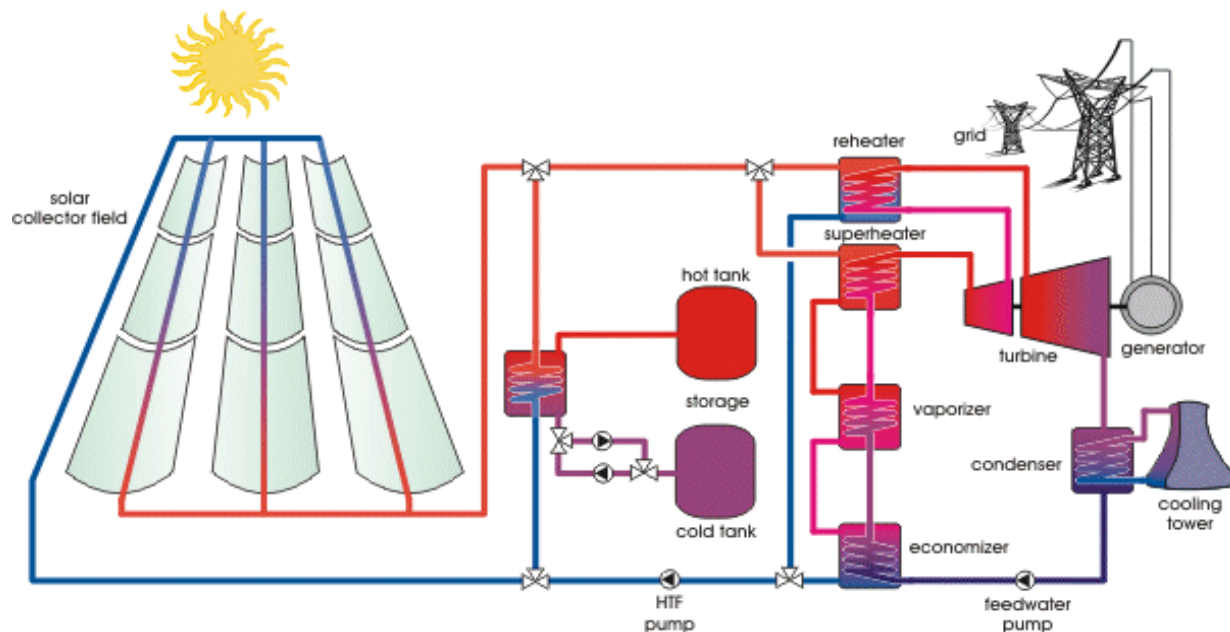 grid
reheater
solar
collector field
superheater
hot tank
turbine
generator
storage
vaporizer
condenser
cooling
tower
cold tank
economizer
HTF
pump
feedwater
pump